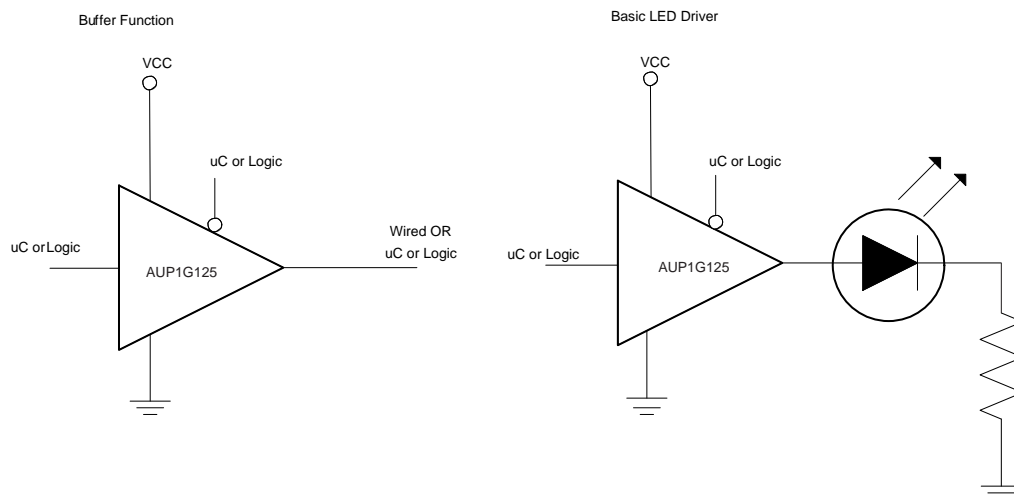 Buffer Function
VCC
uC or Logic
uC orLogic
AUP1G125
Wired OR
uC or Logic
Basic LED Driver
VCC
uC or Logic
uC or Logic
AUP1G125